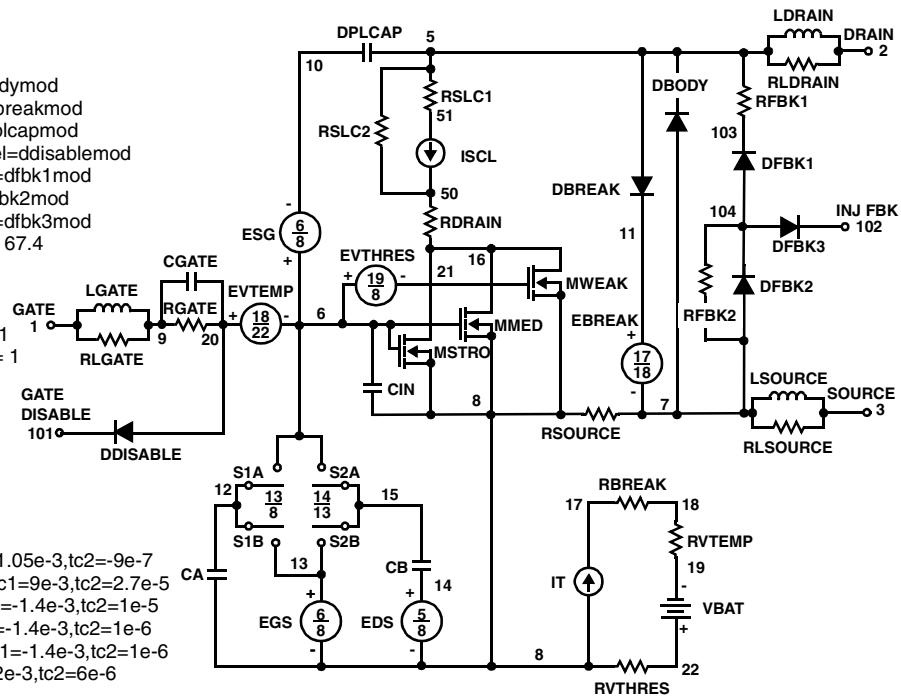 dymod
breakmod
olcapmod
el=ddisablemod
=dfbk1mod
bk2mod
=dfbk3mod
67.4
1
= 1
1.05e-3,tc2=-9e-7
c1=9e-3,tc2=2.7e-5
=-1.4e-3,tc2=1e-5
=-1.4e-3,tc2=1e-6
1=-1.4e-3,tc2=1e-6
2e-3,tc2=6e-6
LDRAIN
DRAIN
2
RLDRAIN
DPLCAP
5
10
RSLC1
51
RSLC2
ISCL
50
RDRAIN
DBODY
RFBK1
103
DFBK1
DBREAK
11
104
INJ FBK
102
DFBK3
DFBK2
RFBK2
-
ESG
6
8
+
EVTHRES
+
19
8
-
21
16
MWEAK
MMED
MSTRO
EBREAK
+
17
18
-
CGATE
LGATE
RGATE
EVTEMP
GATE
1
9
20
+
18
22
-
6
RLGATE
CIN
8
RSOURCE
7
LSOURCE
SOURCE
3
RLSOURCE
GATE
DISABLE
101
DDISABLE
S1A
S2A
12
13
8
14
13
15
S1B
S2B
13
CA
CB
14
+
EGS
6
8
-
+
EDS
5
8
-
8
RBREAK
17
18
RVTEMP
19
IT
-
VBAT
+
22
RVTHRES